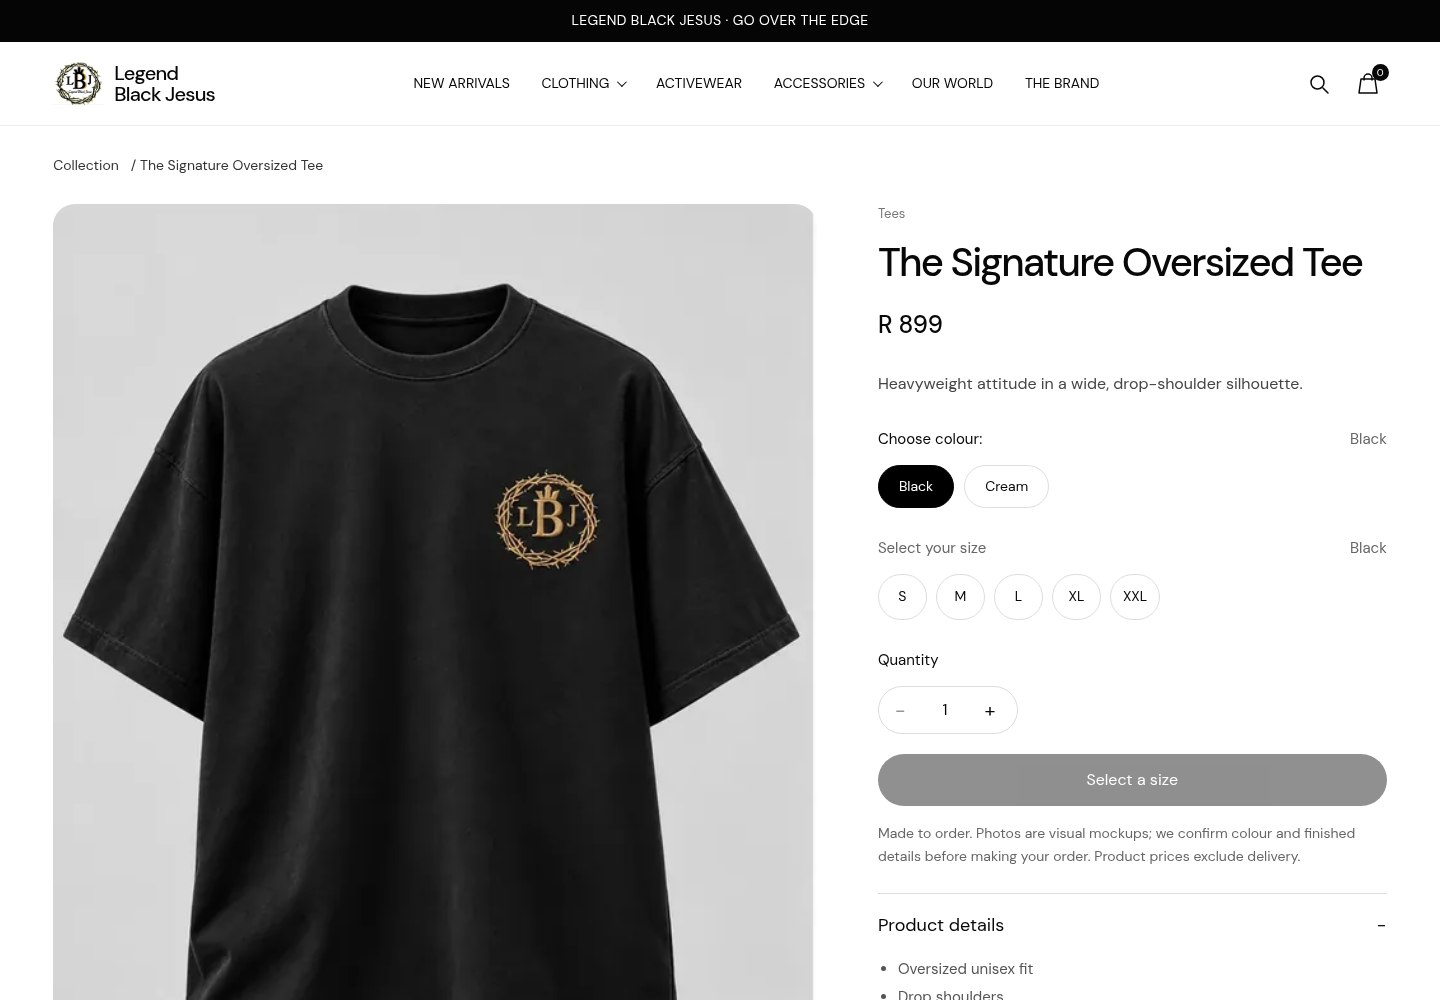 LEGEND BLACK JESUS · GO OVER THE EDGE
L B J
Legend
Black Jesus
NEW ARRIVALS
CLOTHING
ACTIVEWEAR
ACCESSORIES
OUR WORLD
THE BRAND
0
Collection / The Signature Oversized Tee
L B J
Tees
The Signature Oversized Tee
R 899
Heavyweight attitude in a wide, drop-shoulder silhouette.
Choose colour: Black
Black Cream
Select your size Black
S M L XL XXL
Quantity
− 1 +
Select a size
Made to order. Photos are visual mockups; we confirm colour and finished
details before making your order. Product prices exclude delivery.
Product details −
• Oversized unisex fit
• Drop shoulders